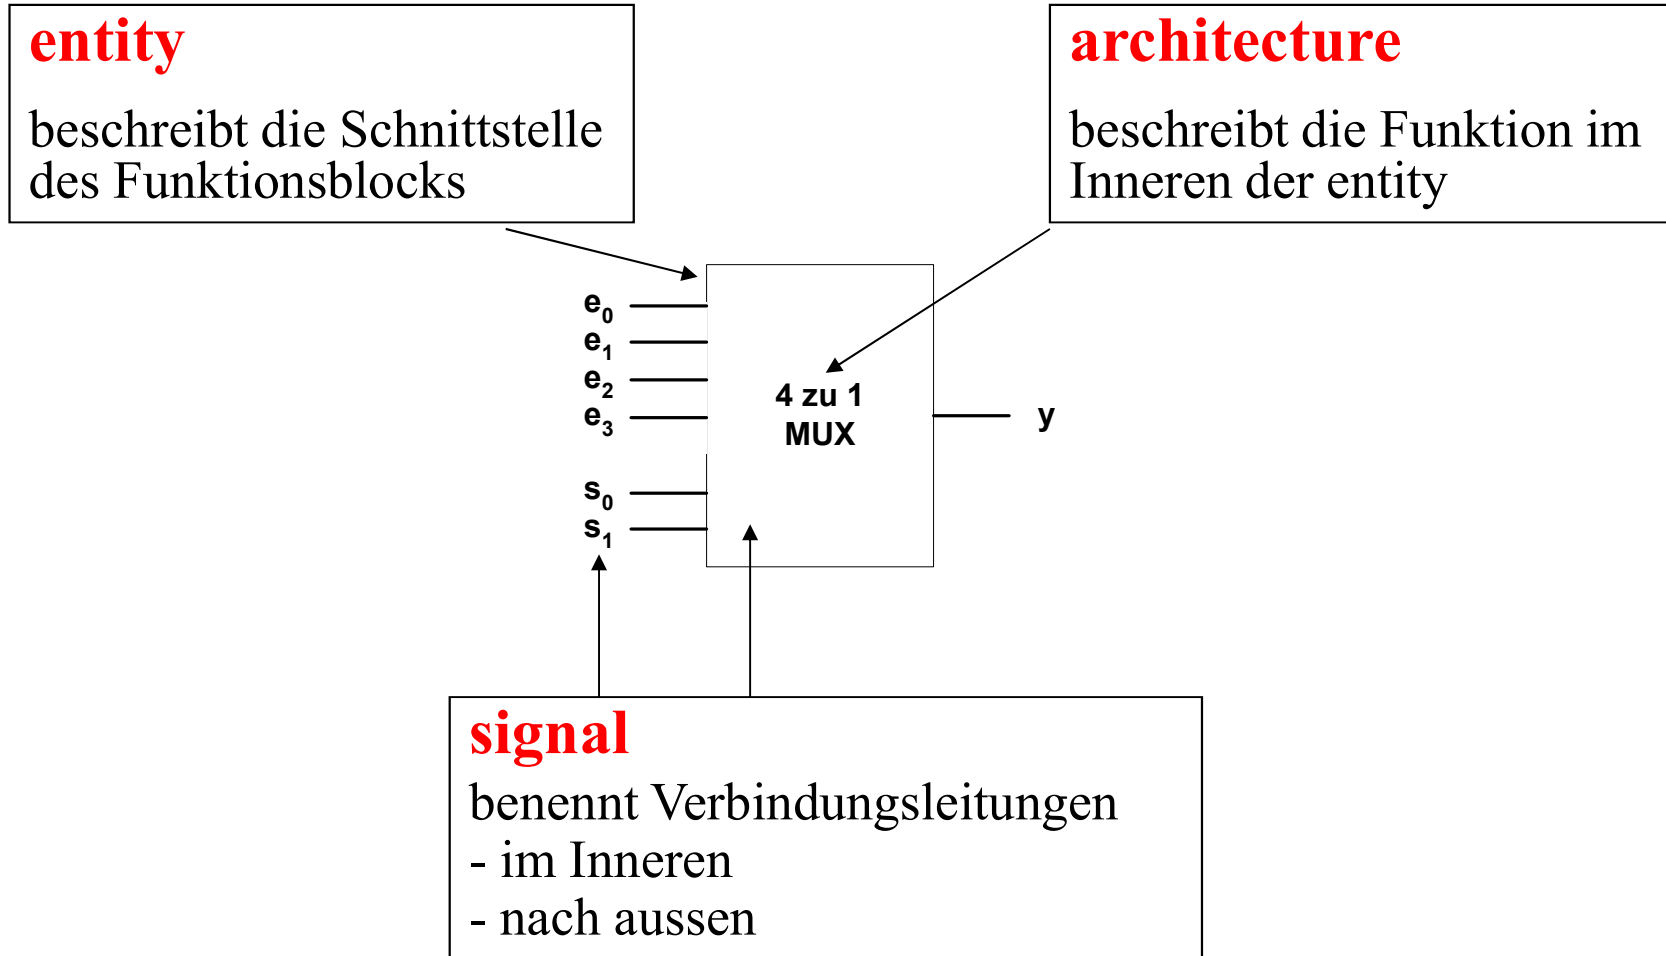 entity
beschreibt die Schnittstelle
des Funktionsblocks
architecture
beschreibt die Funktion im
Inneren der entity
e0
e1
e2
e3
s0
s1
4 zu 1
MUX
y
signal
benennt Verbindungsleitungen
- im Inneren
- nach aussen